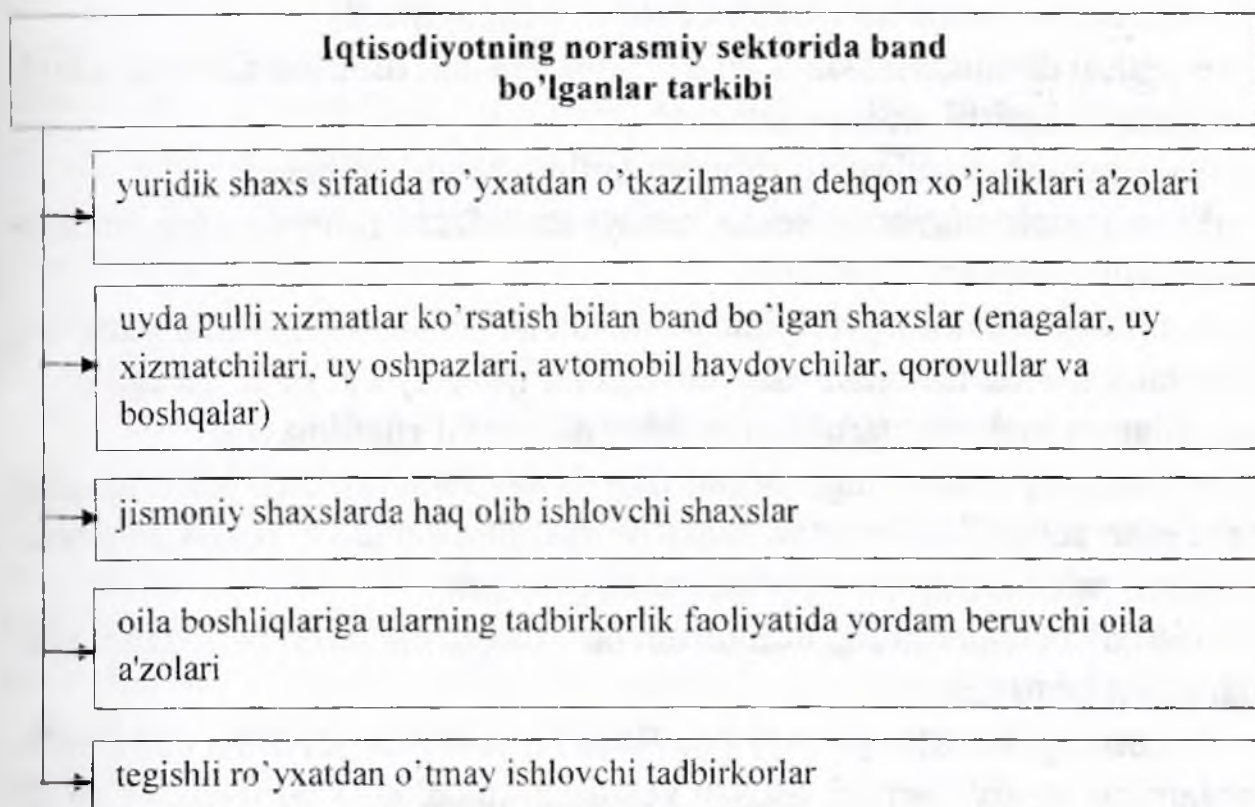 Iqtisodiyotning norasmiy sektorida band
bo'lganlar tarkibi
yuridik shaxs sifatida ro'yxatdan o'tkazilmagan dehqon xo'jaliklari a'zolari
uyda pulli xizmatlar ko'rsatish bilan band bo'lgan shaxslar (enagalar, uy
xizmatchilari, uy oshpazlari, avtomobil haydovchilar, qorovullar va
boshqalar)
jismoniy shaxslarda haq olib ishlovchi shaxslar
oila boshliqlariga ularning tadbirkorlik faoliyatida yordam beruvchi oila
a'zolari
tegishli ro'yxatdan o'tmay ishlovchi tadbirkorlar